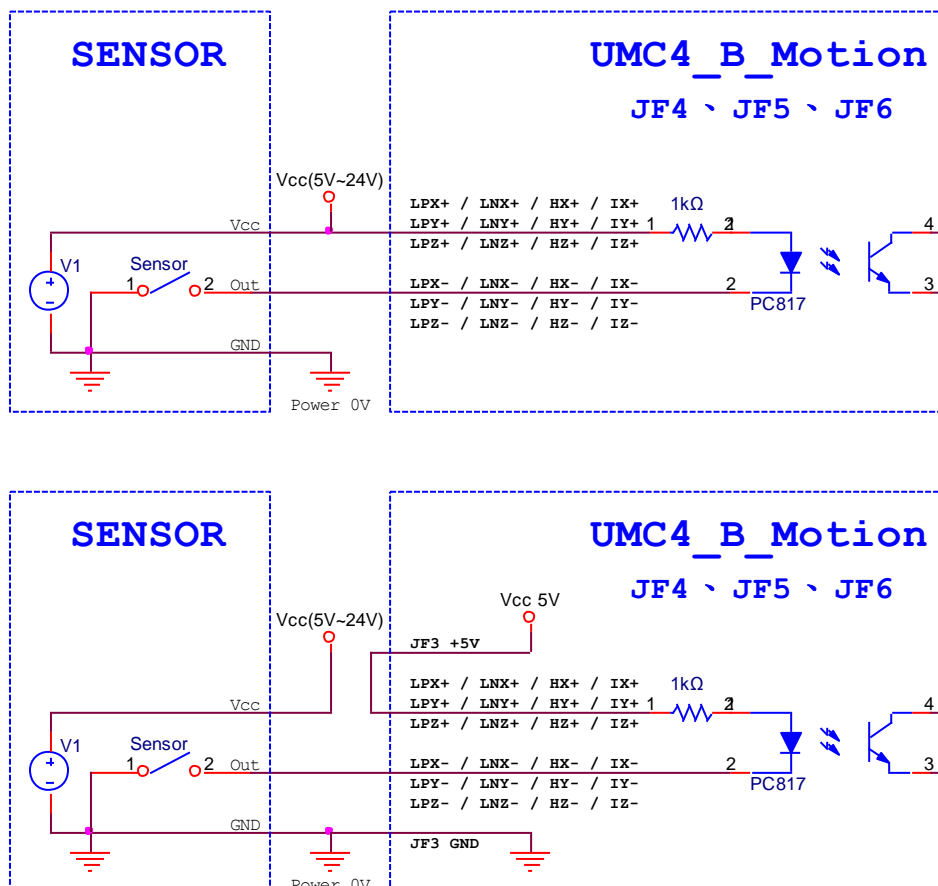 SENSOR
UMC4_B_Motion
JF4、JF5、JF6
Vcc(5V~24V)
LPX+ / LNX+ / HX+ / IX+
1kΩ
Vcc
LPY+ / LNY+ / HY+ / IY+
1
2
4
LPZ+ / LNZ+ / HZ+ / IZ+
V1
Sensor
1
2
Out
LPX- / LNX- / HX- / IX-
2
3
LPY- / LNY- / HY- / IY-
PC817
LPZ- / LNZ- / HZ- / IZ-
GND
Power 0V
SENSOR
UMC4_B_Motion
JF4、JF5、JF6
Vcc 5V
Vcc(5V~24V)
JF3 +5V
LPX+ / LNX+ / HX+ / IX+
1kΩ
Vcc
LPY+ / LNY+ / HY+ / IY+
1
2
4
LPZ+ / LNZ+ / HZ+ / IZ+
V1
Sensor
1
2
Out
LPX- / LNX- / HX- / IX-
2
3
LPY- / LNY- / HY- / IY-
PC817
LPZ- / LNZ- / HZ- / IZ-
GND
JF3 GND
Power 0V